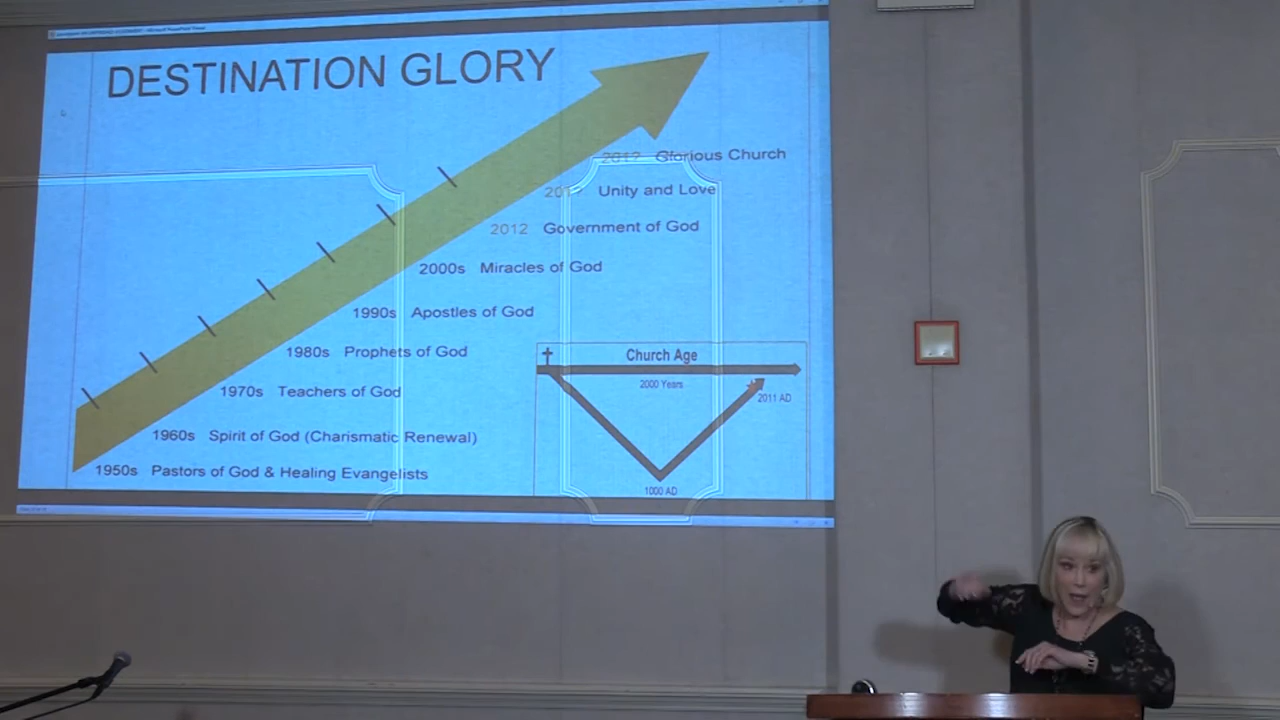 DESTINATION GLORY
201? Glorious Church
201? Unity and Love
2012 Government of God
2000s Miracles of God
1990s Apostles of God
1980s Prophets of God
1970s Teachers of God
1960s Spirit of God (Charismatic Renewal)
1950s Pastors of God & Healing Evangelists
Church Age
2000 Years
2011 AD
1000 AD